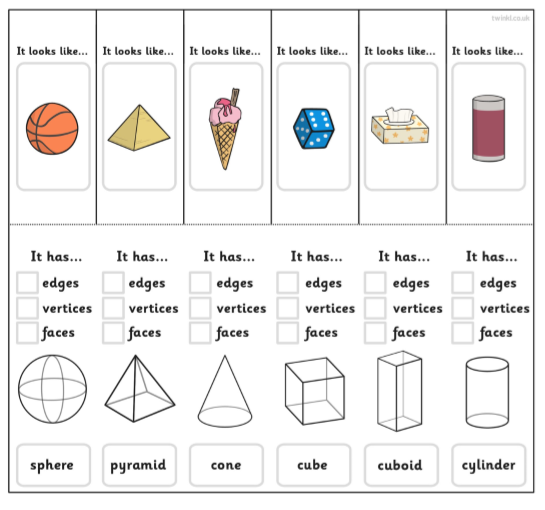 twinkl.co.uk
It looks like... It looks like... It looks like... It looks like... It looks like... It looks like...
It has... It has... It has... It has... It has... It has...
edges edges edges edges edges edges
vertices vertices vertices vertices vertices vertices
faces faces faces faces faces faces
sphere pyramid cone cube cuboid cylinder